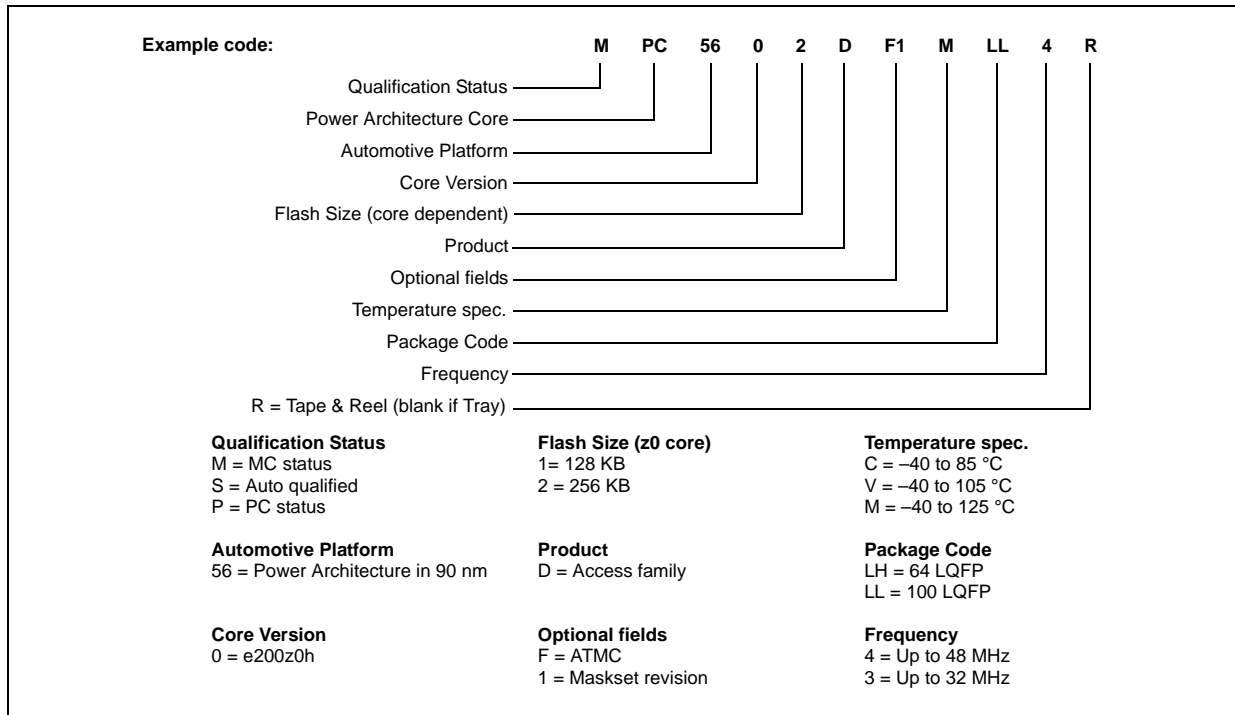 Example code: M PC 56 0 2 D F1 M LL 4 R
Qualification Status
Power Architecture Core
Automotive Platform
Core Version
Flash Size (core dependent)
Product
Optional fields
Temperature spec.
Package Code
Frequency
R = Tape & Reel (blank if Tray)
Qualification Status
M = MC status
S = Auto qualified
P = PC status
Flash Size (z0 core)
1= 128 KB
2 = 256 KB
Temperature spec.
C = –40 to 85 °C
V = –40 to 105 °C
M = –40 to 125 °C
Automotive Platform
56 = Power Architecture in 90 nm
Product
D = Access family
Package Code
LH = 64 LQFP
LL = 100 LQFP
Core Version
0 = e200z0h
Optional fields
F = ATMC
1 = Maskset revision
Frequency
4 = Up to 48 MHz
3 = Up to 32 MHz